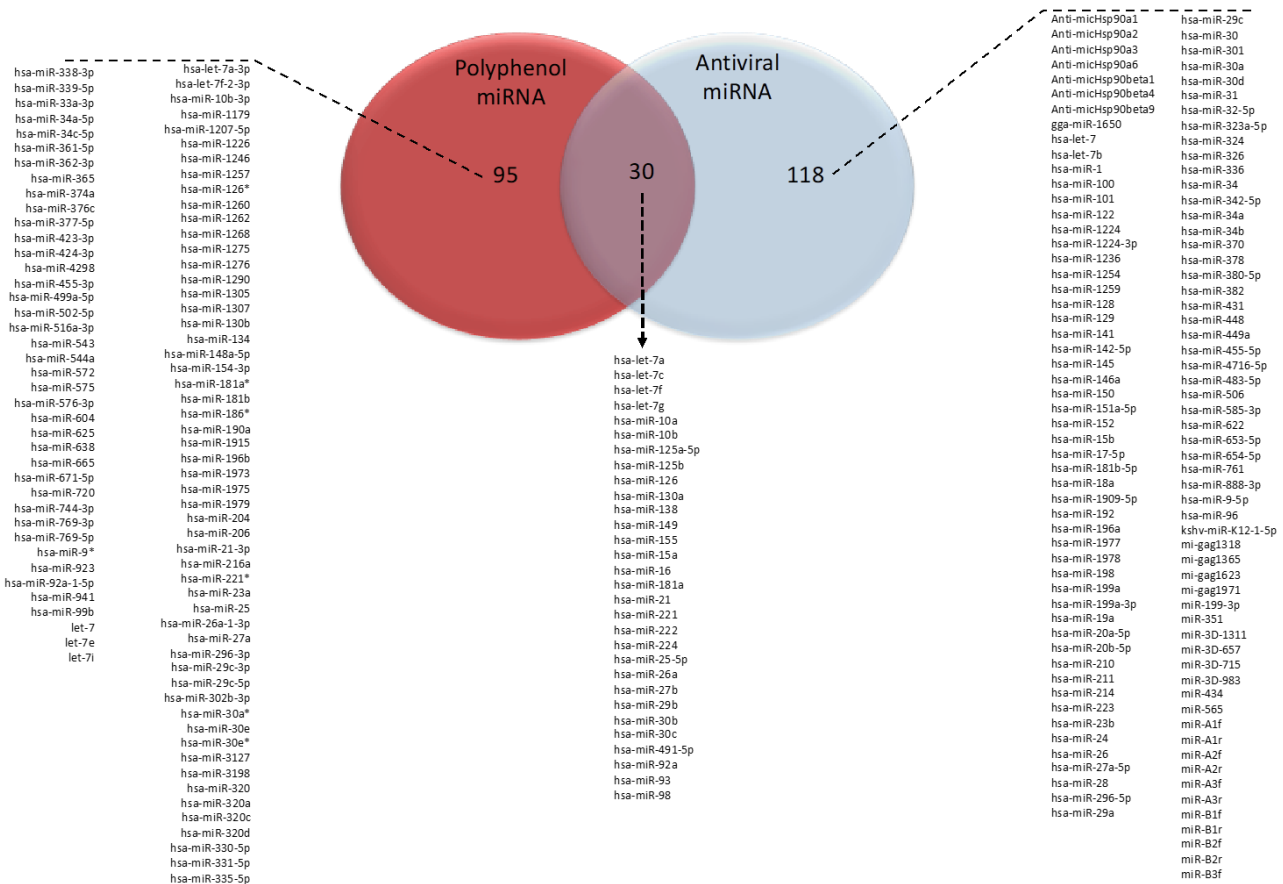 Polyphenol
miRNA
Antiviral
miRNA
95
30
118
hsa-miR-338-3p
hsa-miR-339-5p
hsa-miR-33a-3p
hsa-miR-34a-5p
hsa-miR-34c-5p
hsa-miR-361-5p
hsa-miR-362-3p
hsa-miR-365
hsa-miR-374a
hsa-miR-376c
hsa-miR-377-5p
hsa-miR-423-3p
hsa-miR-424-3p
hsa-miR-4298
hsa-miR-455-3p
hsa-miR-499a-5p
hsa-miR-502-5p
hsa-miR-516a-3p
hsa-miR-543
hsa-miR-544a
hsa-miR-572
hsa-miR-575
hsa-miR-576-3p
hsa-miR-604
hsa-miR-625
hsa-miR-638
hsa-miR-665
hsa-miR-671-5p
hsa-miR-720
hsa-miR-744-3p
hsa-miR-769-3p
hsa-miR-769-5p
hsa-miR-9*
hsa-miR-923
hsa-miR-92a-1-5p
hsa-miR-941
hsa-miR-99b
let-7
let-7e
let-7i
hsa-let-7a-3p
hsa-let-7f-2-3p
hsa-miR-10b-3p
hsa-miR-1179
hsa-miR-1207-5p
hsa-miR-1226
hsa-miR-1246
hsa-miR-1257
hsa-miR-126*
hsa-miR-1260
hsa-miR-1262
hsa-miR-1268
hsa-miR-1275
hsa-miR-1276
hsa-miR-1290
hsa-miR-1305
hsa-miR-1307
hsa-miR-130b
hsa-miR-134
hsa-miR-148a-5p
hsa-miR-154-3p
hsa-miR-181a*
hsa-miR-181b
hsa-miR-186*
hsa-miR-190a
hsa-miR-1915
hsa-miR-196b
hsa-miR-1973
hsa-miR-1975
hsa-miR-1979
hsa-miR-204
hsa-miR-206
hsa-miR-21-3p
hsa-miR-216a
hsa-miR-221*
hsa-miR-23a
hsa-miR-25
hsa-miR-26a-1-3p
hsa-miR-27a
hsa-miR-296-3p
hsa-miR-29c-3p
hsa-miR-29c-5p
hsa-miR-302b-3p
hsa-miR-30a*
hsa-miR-30e
hsa-miR-30e*
hsa-miR-3127
hsa-miR-3198
hsa-miR-320
hsa-miR-320a
hsa-miR-320c
hsa-miR-320d
hsa-miR-330-5p
hsa-miR-331-5p
hsa-miR-335-5p
hsa-let-7a
hsa-let-7c
hsa-let-7f
hsa-let-7g
hsa-miR-10a
hsa-miR-10b
hsa-miR-125a-5p
hsa-miR-125b
hsa-miR-126
hsa-miR-130a
hsa-miR-138
hsa-miR-149
hsa-miR-155
hsa-miR-15a
hsa-miR-16
hsa-miR-181a
hsa-miR-21
hsa-miR-221
hsa-miR-222
hsa-miR-224
hsa-miR-25-5p
hsa-miR-26a
hsa-miR-27b
hsa-miR-29b
hsa-miR-30b
hsa-miR-30c
hsa-miR-491-5p
hsa-miR-92a
hsa-miR-93
hsa-miR-98
Anti-micHsp90a1
Anti-micHsp90a2
Anti-micHsp90a3
Anti-micHsp90a6
Anti-micHsp90beta1
Anti-micHsp90beta4
Anti-micHsp90beta9
gga-miR-1650
hsa-let-7
hsa-let-7b
hsa-miR-1
hsa-miR-100
hsa-miR-101
hsa-miR-122
hsa-miR-1224
hsa-miR-1224-3p
hsa-miR-1236
hsa-miR-1254
hsa-miR-1259
hsa-miR-128
hsa-miR-129
hsa-miR-141
hsa-miR-142-5p
hsa-miR-145
hsa-miR-146a
hsa-miR-150
hsa-miR-151a-5p
hsa-miR-152
hsa-miR-15b
hsa-miR-17-5p
hsa-miR-181b-5p
hsa-miR-18a
hsa-miR-1909-5p
hsa-miR-192
hsa-miR-196a
hsa-miR-1977
hsa-miR-1978
hsa-miR-198
hsa-miR-199a
hsa-miR-199a-3p
hsa-miR-19a
hsa-miR-20a-5p
hsa-miR-20b-5p
hsa-miR-210
hsa-miR-211
hsa-miR-214
hsa-miR-223
hsa-miR-23b
hsa-miR-24
hsa-miR-26
hsa-miR-27a-5p
hsa-miR-28
hsa-miR-296-5p
hsa-miR-29a
hsa-miR-29c
hsa-miR-30
hsa-miR-301
hsa-miR-30a
hsa-miR-30d
hsa-miR-31
hsa-miR-32-5p
hsa-miR-323a-5p
hsa-miR-324
hsa-miR-326
hsa-miR-336
hsa-miR-34
hsa-miR-342-5p
hsa-miR-34a
hsa-miR-34b
hsa-miR-370
hsa-miR-378
hsa-miR-380-5p
hsa-miR-382
hsa-miR-431
hsa-miR-448
hsa-miR-449a
hsa-miR-455-5p
hsa-miR-4716-5p
hsa-miR-483-5p
hsa-miR-506
hsa-miR-585-3p
hsa-miR-622
hsa-miR-653-5p
hsa-miR-654-5p
hsa-miR-761
hsa-miR-888-3p
hsa-miR-9-5p
hsa-miR-96
kshv-miR-K12-1-5p
mi-gag1318
mi-gag1365
mi-gag1623
mi-gag1971
miR-199-3p
miR-351
miR-3D-1311
miR-3D-657
miR-3D-715
miR-3D-983
miR-434
miR-565
miR-A1f
miR-A1r
miR-A2f
miR-A2r
miR-A3f
miR-A3r
miR-B1f
miR-B1r
miR-B2f
miR-B2r
miR-B3f